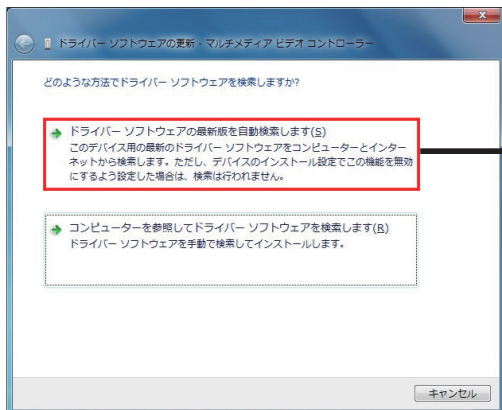 ドライバー ソフトウェアの更新 - マルチメディア ビデオ コントローラー
どのような方法でドライバー ソフトウェアを検索しますか?
ドライバー ソフトウェアの最新版を自動検索します(S)
このデバイス用の最新のドライバー ソフトウェアをコンピューターとインター
ネットから検索します。ただし、デバイスのインストール設定でこの機能を無効
にするよう設定した場合は、検索は行われません。
コンピューターを参照してドライバー ソフトウェアを検索します(R)
ドライバー ソフトウェアを手動で検索してインストールします。
キャンセル